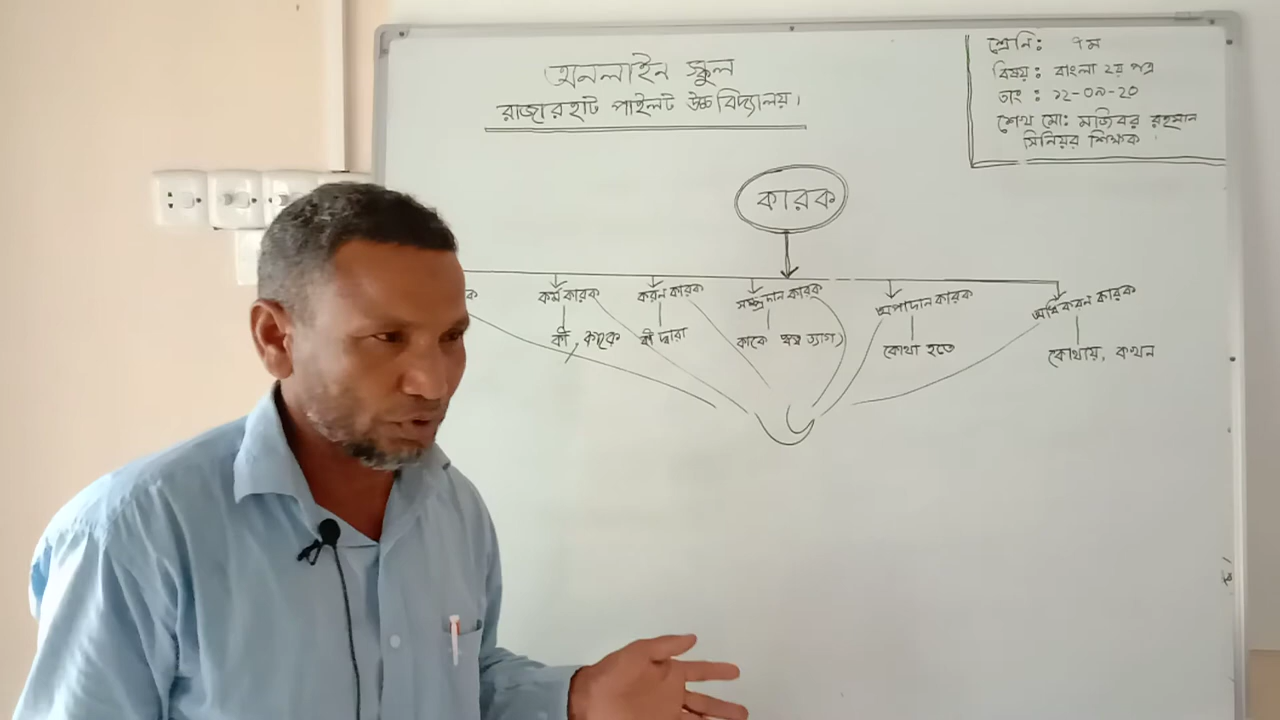 অনলাইন স্কুল
রাজারহাট পাইলট উচ্চ বিদ্যালয়।
শ্রেনি: ৭ম
বিষয়: বাংলা ২য় পত্র
তাং: ১২-০৯-২০
শেখ মো: মজিবর রহমান
সিনিয়র শিক্ষক
কারক
ক কর্ম কারক করন কারক সম্প্রদান কারক অপাদান কারক অধিকরন কারক
কী, কাকে কী দ্বারা কাকে ত্যাগ) কোথা হতে কোথায়, কখন